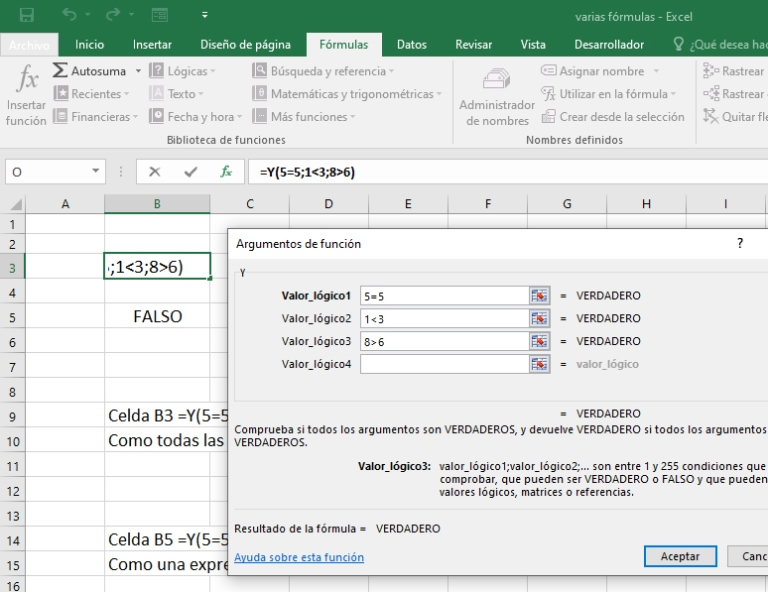 varias fórmulas - Excel
Archivo Inicio Insertar Diseño de página Fórmulas Datos Revisar Vista Desarrollador ¿Qué desea hac
fx Insertar función
Autosuma
Recientes
Financieras
Lógicas
Texto
Fecha y hora
Búsqueda y referencia
Matemáticas y trigonométricas
Más funciones
Biblioteca de funciones
Administrador de nombres
Asignar nombre
Utilizar en la fórmula
Crear desde la selección
Nombres definidos
Rastrear
Rastrear
Quitar fle
O fx =Y(5=5;1<3;8>6)
A B C D E F G H I
1
2
3 ;1<3;8>6)
4
5 FALSO
6
7
8
9 Celda B3 =Y(5=5
10 Como todas las
11
12
13
14 Celda B5 =Y(5=5
15 Como una expre
16
Argumentos de función ?
Y
Valor_lógico1 5=5 = VERDADERO
Valor_lógico2 1<3 = VERDADERO
Valor_lógico3 8>6 = VERDADERO
Valor_lógico4 = valor_lógico
= VERDADERO
Comprueba si todos los argumentos son VERDADEROS, y devuelve VERDADERO si todos los argumentos
VERDADEROS.
Valor_lógico3: valor_lógico1;valor_lógico2;... son entre 1 y 255 condiciones que
comprobar, que pueden ser VERDADERO o FALSO y que pueden
valores lógicos, matrices o referencias.
Resultado de la fórmula = VERDADERO
Ayuda sobre esta función Aceptar Canc